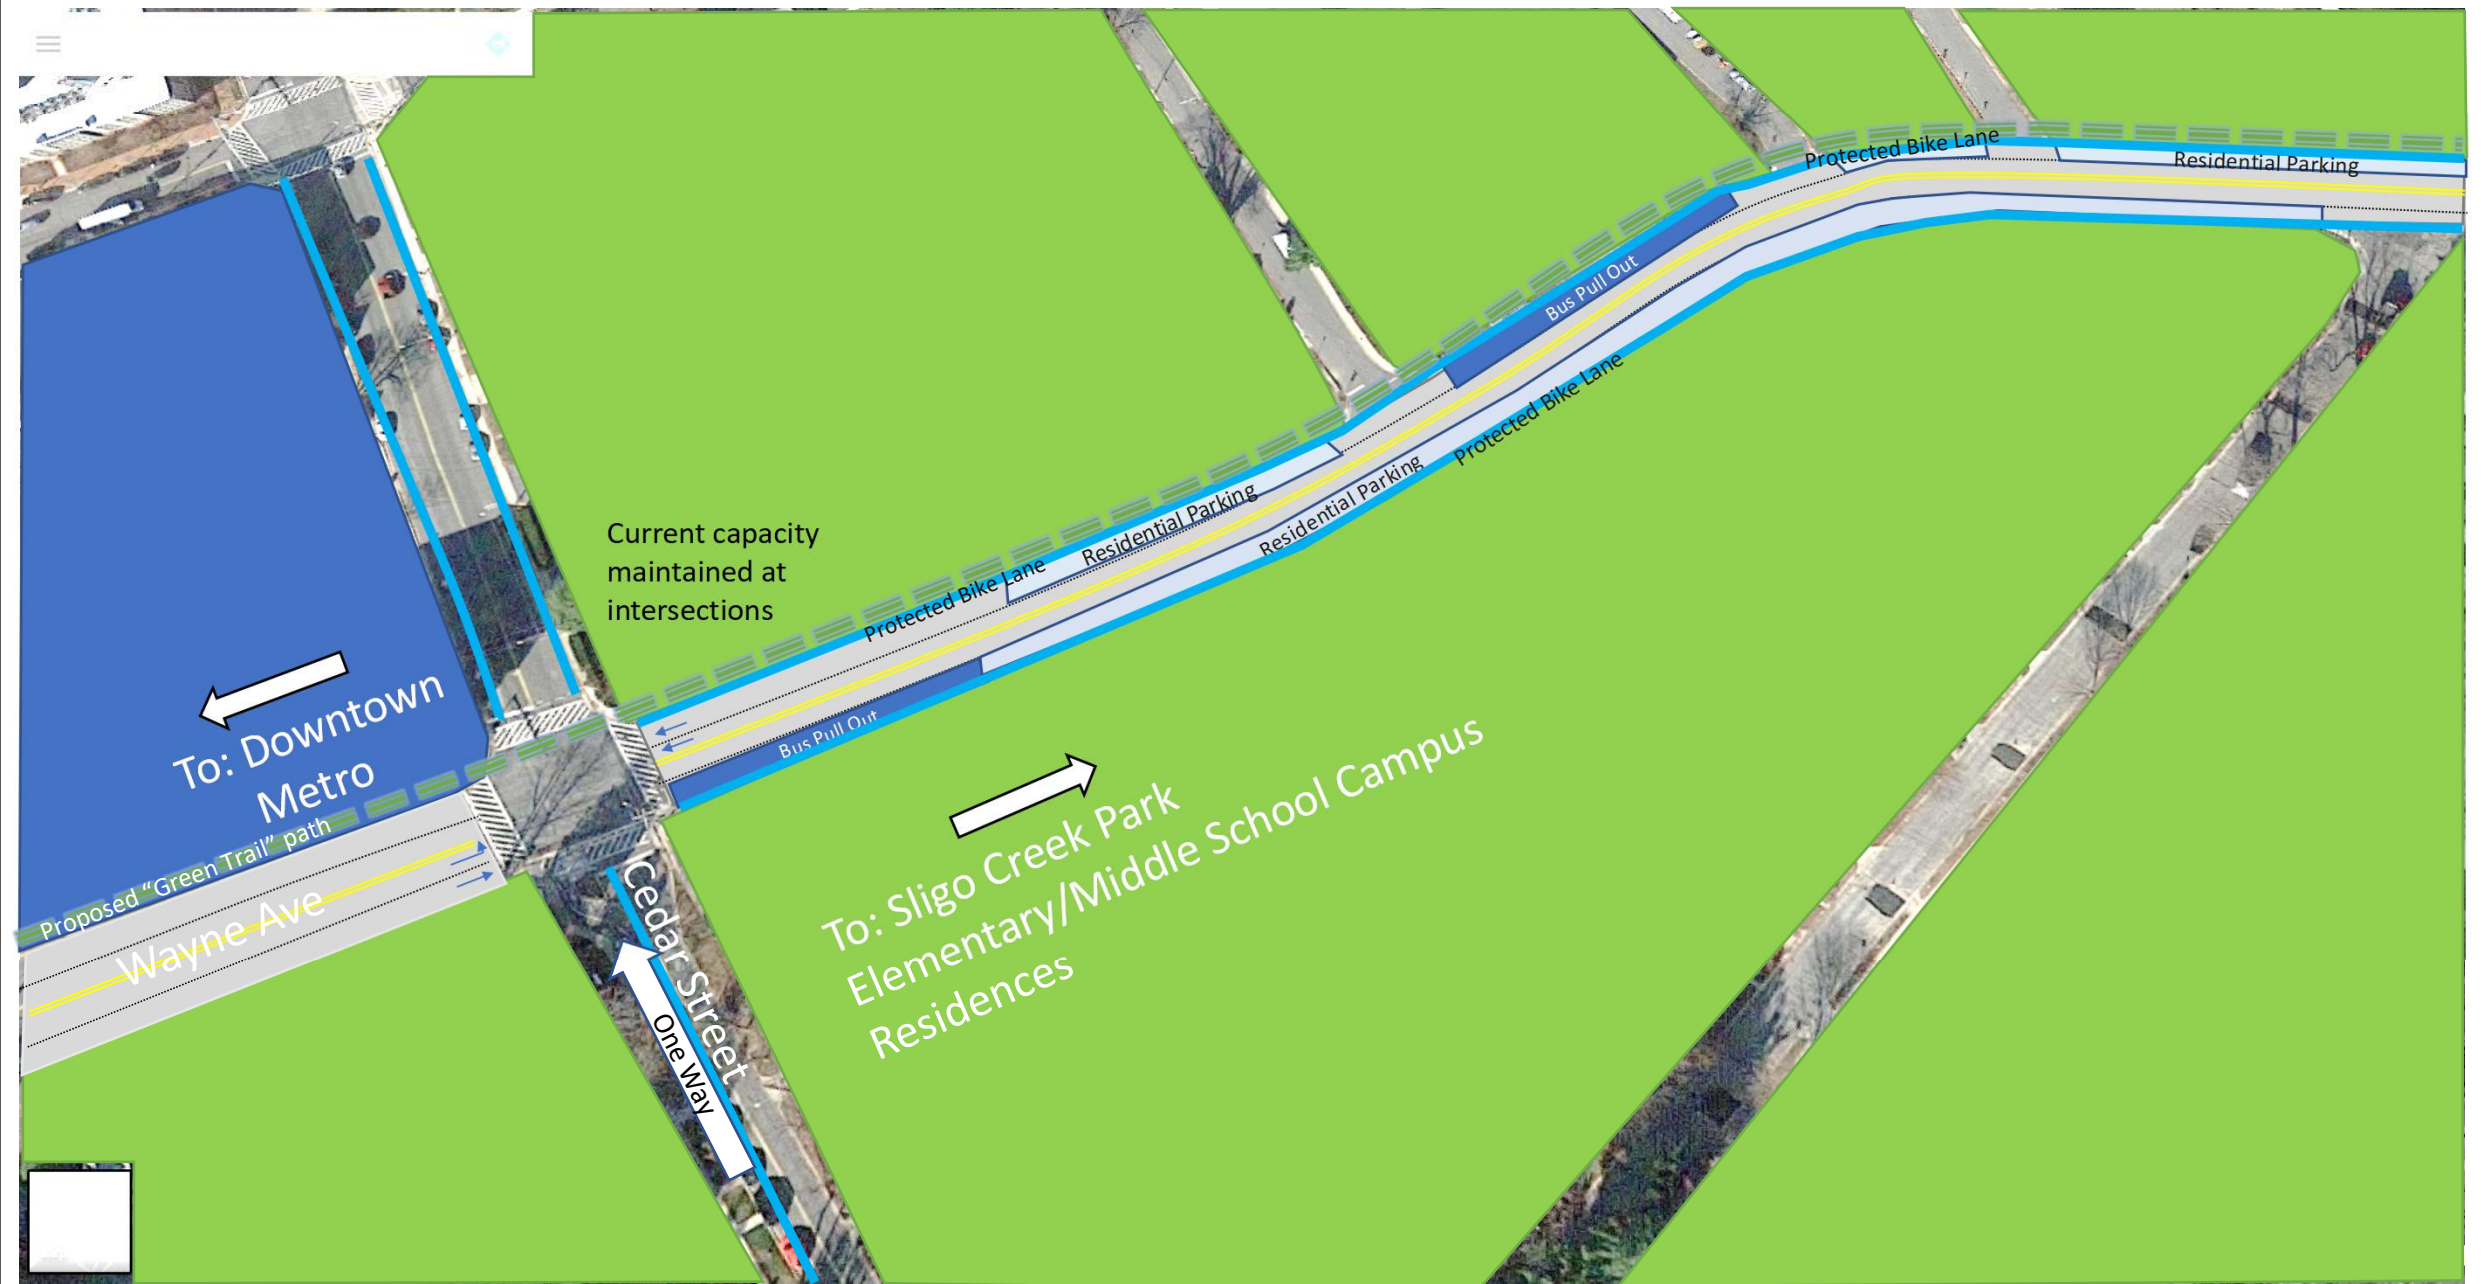 Protected Bike Lane
Residential Parking
Bus Pull Out
Protected Bike Lane
Residential Parking
Residential Parking
Current capacity
maintained at
intersections
Protected Bike Lane
Bus Pull Out
To: Downtown
Metro
Proposed “Green Trail” path
Wayne Ave
To: Sligo Creek Park
Elementary/Middle School Campus
Residences
Cedar Street
One Way